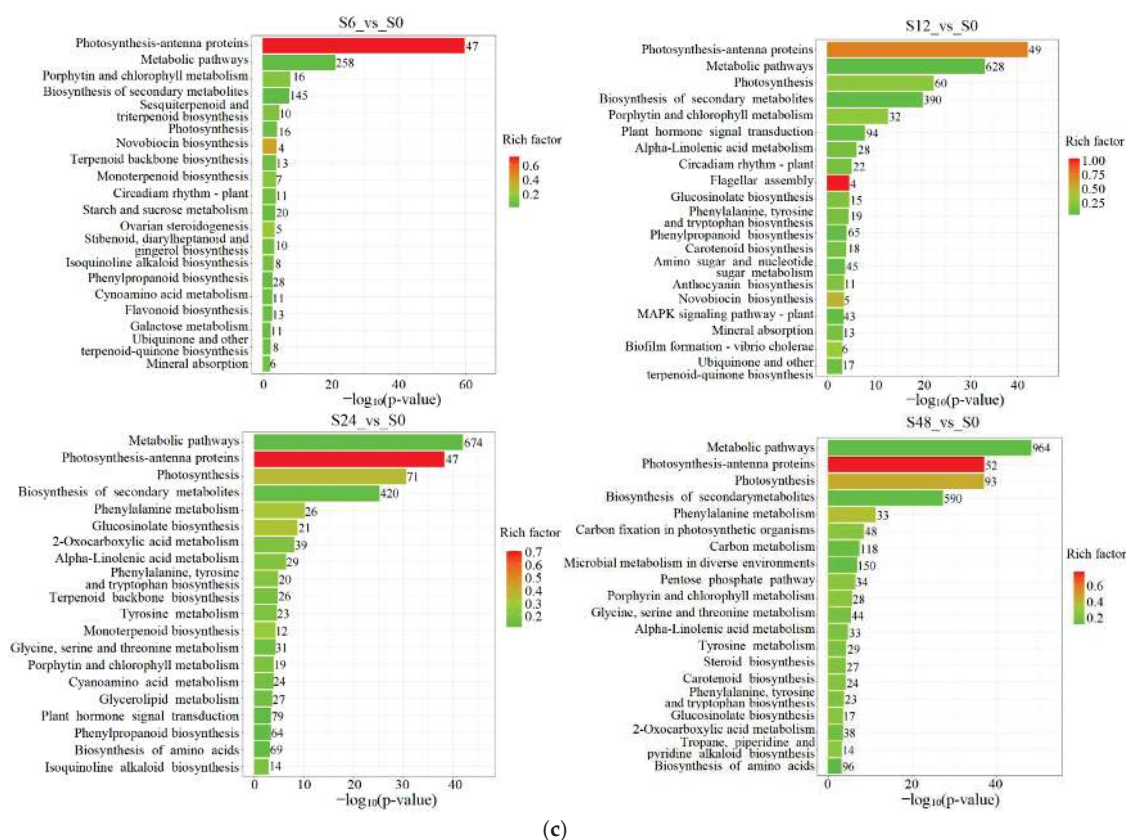 S6_vs_S0
Photosynthesis-antenna proteins 47
Metabolic pathways 258
Porphytin and chlorophyll metabolism 16
Biosynthesis of secondary metabolites 145
Sesquiterpenoid and
triterpenoid biosynthesis 10
Photosynthesis 16
Novobiocin biosynthesis 4
Terpenoid backbone biosynthesis 13
Monoterpenoid biosynthesis 7
Circadiam rhythm - plant 11
Starch and sucrose metabolism 20
Ovarian steroidogenesis 5
Stibenoid, diarylheptanoid and
gingerol biosynthesis 10
Isoquinoline alkaloid biosynthesis 8
Phenylpropanoid biosynthesis 28
Cynoamino acid metabolism 11
Flavonoid biosynthesis 13
Galactose metabolism 11
Ubiquinone and other
terpenoid-quinone biosynthesis 8
Mineral absorption 6
0 20 40 60
−log₁₀(p-value)
Rich factor
0.6
0.4
0.2
S12_vs_S0
Photosynthesis-antenna proteins 49
Metabolic pathways 628
Photosynthesis 60
Biosynthesis of secondary metabolites 390
Porphytin and chlorophyll metabolism 32
Plant hormone signal transduction 94
Alpha-Linolenic acid metabolism 28
Circadiam rhythm - plant 22
Flagellar assembly 4
Glucosinolate biosynthesis 15
Phenylalanine, tyrosine
and tryptophan biosynthesis 19
Phenylpropanoid biosynthesis 65
Carotenoid biosynthesis 18
Amino sugar and nucleotide
sugar metabolism 45
Anthocyanin biosynthesis 11
Novobiocin biosynthesis 5
MAPK signaling pathway - plant 43
Mineral absorption 13
Biofilm formation - vibrio cholerae 6
Ubiquinone and other
terpenoid-quinone biosynthesis 17
0 10 20 30 40
−log₁₀(p-value)
Rich factor
1.00
0.75
0.50
0.25
S24_vs_S0
Metabolic pathways 674
Photosynthesis-antenna proteins 47
Photosynthesis 71
Biosynthesis of secondary metabolites 420
Phenylalanine metabolism 26
Glucosinolate biosynthesis 21
2-Oxocarboxylic acid metabolism 39
Alpha-Linolenic acid metabolism 29
Phenylalanine, tyrosine
and tryptophan biosynthesis 20
Terpenoid backbone biosynthesis 26
Tyrosine metabolism 23
Monoterpenoid biosynthesis 12
Glycine, serine and threonine metabolism 31
Porphytin and chlorophyll metabolism 19
Cyanoamino acid metabolism 24
Glycerolipid metabolism 27
Plant hormone signal transduction 79
Phenylpropanoid biosynthesis 64
Biosynthesis of amino acids 69
Isoquinoline alkaloid biosynthesis 14
0 10 20 30 40
−log₁₀(p-value)
Rich factor
0.7
0.6
0.5
0.4
0.3
0.2
S48_vs_S0
Metabolic pathways 964
Photosynthesis-antenna proteins 52
Photosynthesis 93
Biosynthesis of secondarymetabolites 590
Phenylalanine metabolism 33
Carbon fixation in photosynthetic organisms 48
Carbon metabolism 118
Microbial metabolism in diverse environments 150
Pentose phosphate pathway 34
Porphyrin and chlorophyll metabolism 28
Glycine, serine and threonine metabolism 44
Alpha-Linolenic acid metabolism 33
Tyrosine metabolism 29
Steroid biosynthesis 27
Carotenoid biosynthesis 24
Phenylalanine, tyrosine
and tryptophan biosynthesis 23
Glucosinolate biosynthesis 17
2-Oxocarboxylic acid metabolism 38
Tropane, piperidine and
pyridine alkaloid biosynthesis 14
Biosynthesis of amino acids 96
0 20 40
−log₁₀(p-value)
Rich factor
0.6
0.4
0.2
(c)